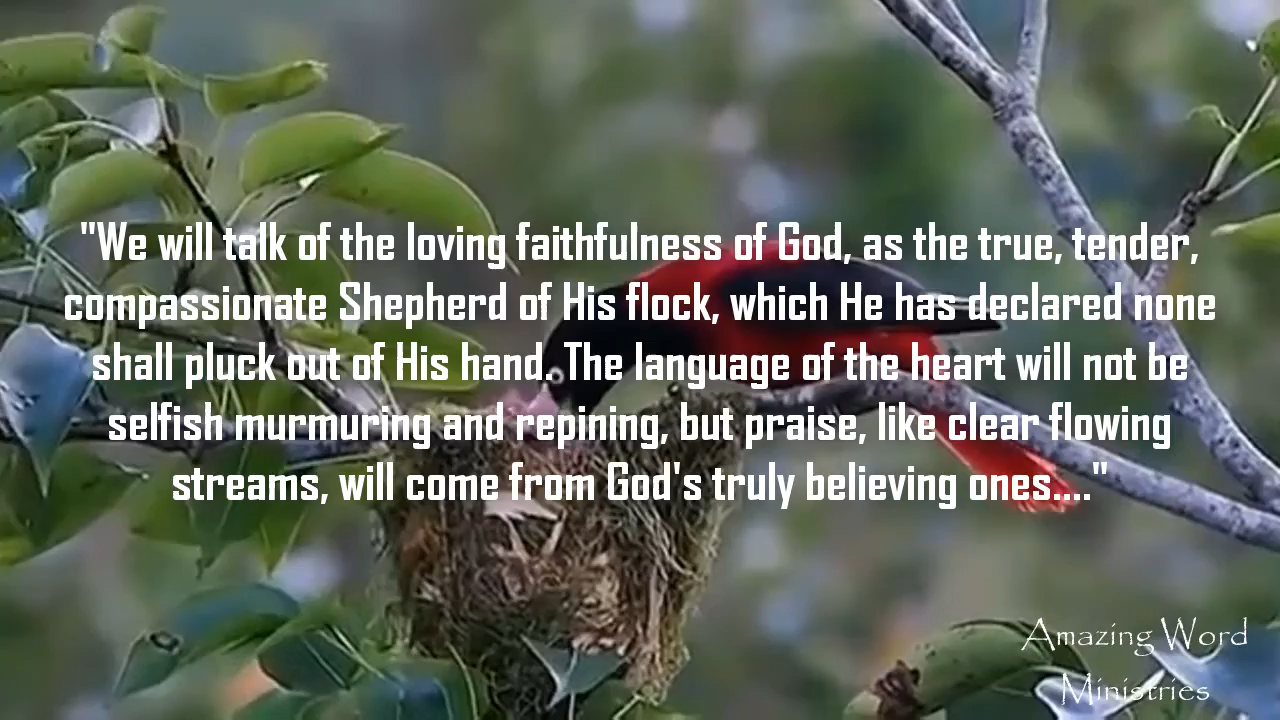 "We will talk of the loving faithfulness of God, as the true, tender,
compassionate Shepherd of His flock, which He has declared none
shall pluck out of His hand. The language of the heart will not be
selfish murmuring and repining, but praise, like clear flowing
streams, will come from God's truly believing ones...."
Amazing Word
Ministries